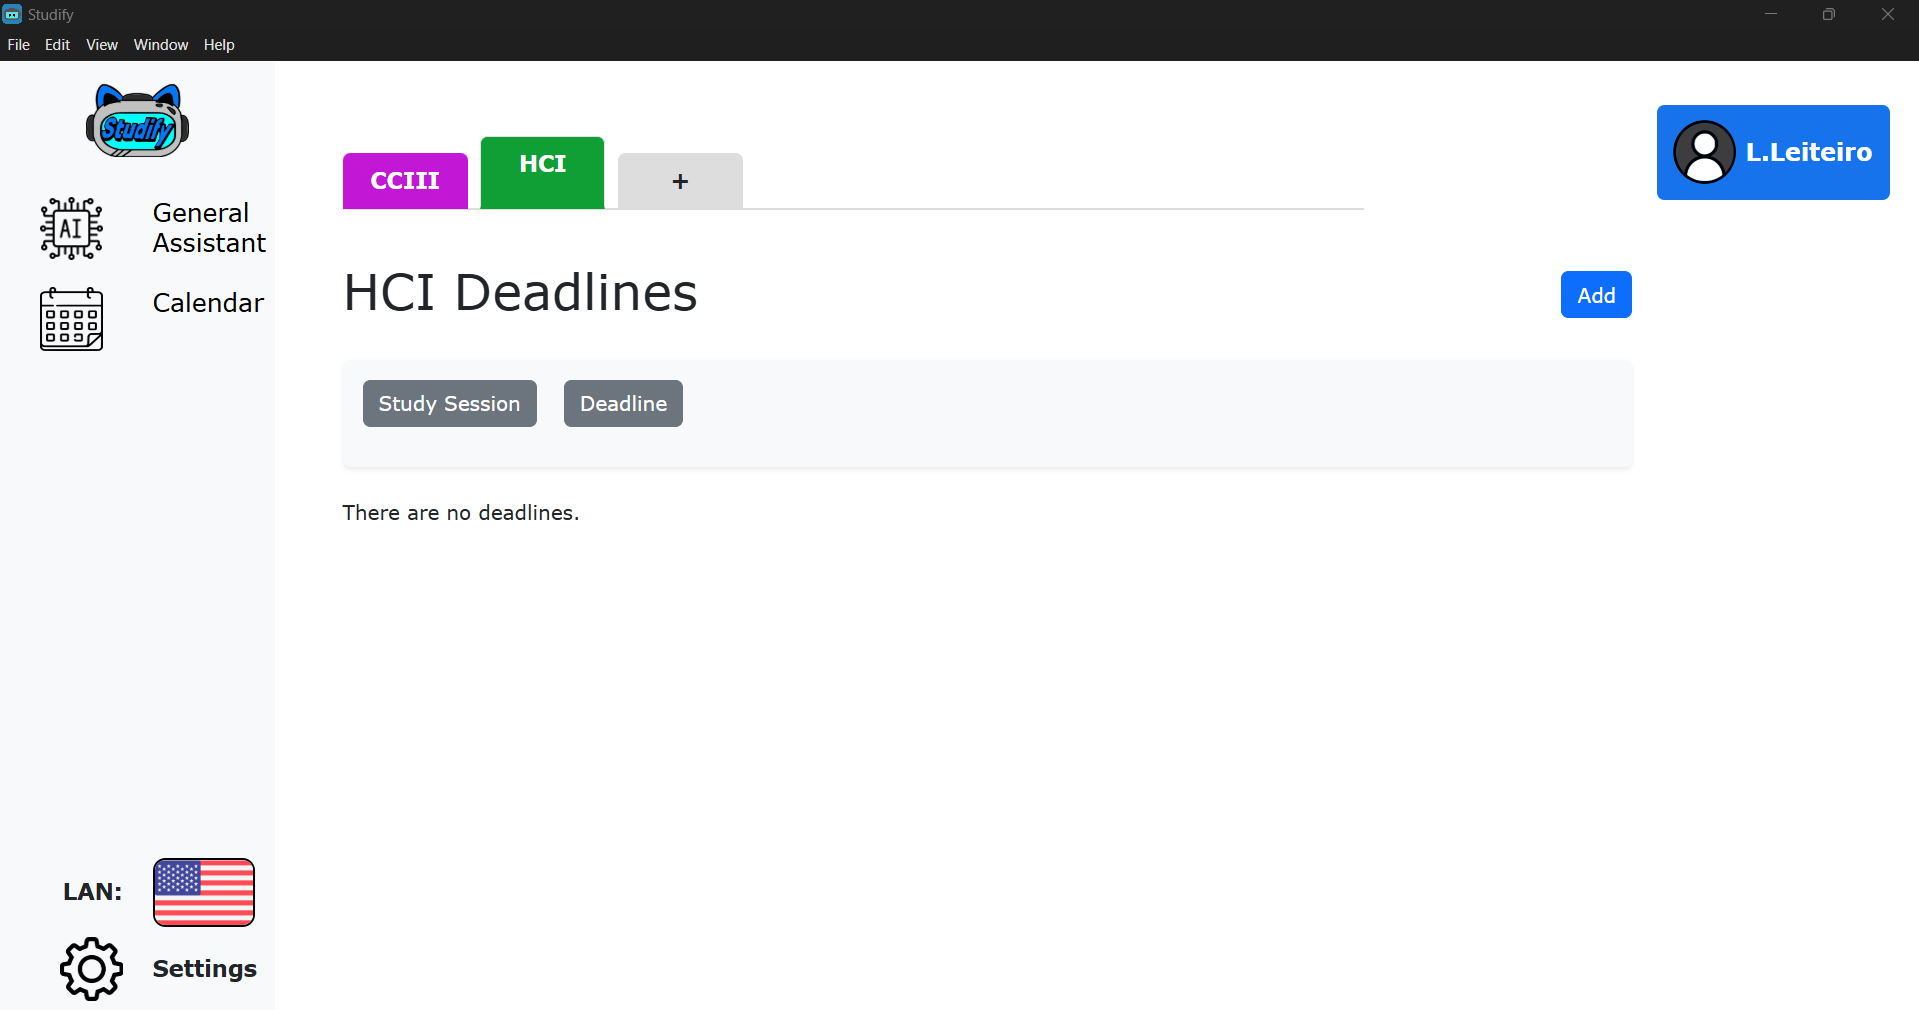 Studify
File Edit View Window Help
Studify
General
Assistant
Calendar
LAN:
Settings
CCIII
HCI
+
L.Leiteiro
HCI Deadlines
Add
Study Session
Deadline
There are no deadlines.
AI